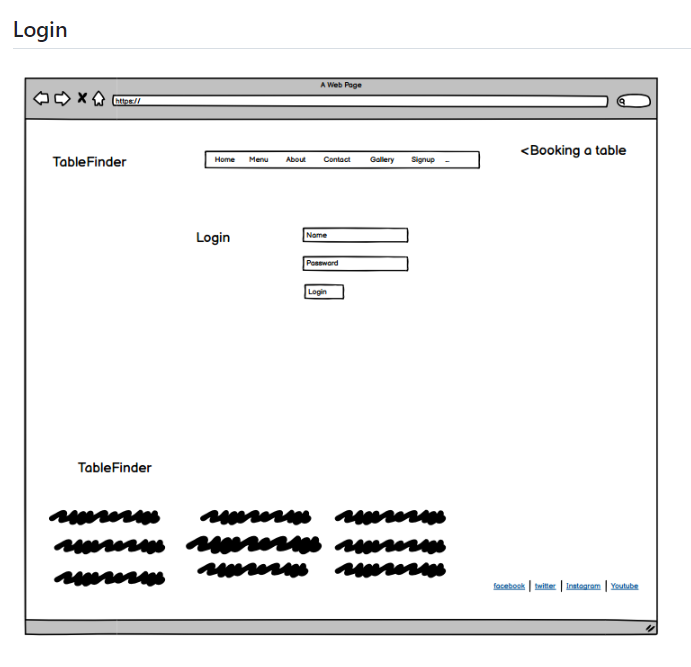 Login
A Web Page
https://
TableFinder
Home Menu About Contact Gallery Signup ...
<Booking a table
Login
Name
Password
Login
TableFinder
facebook | twitter | Instagram | Youtube